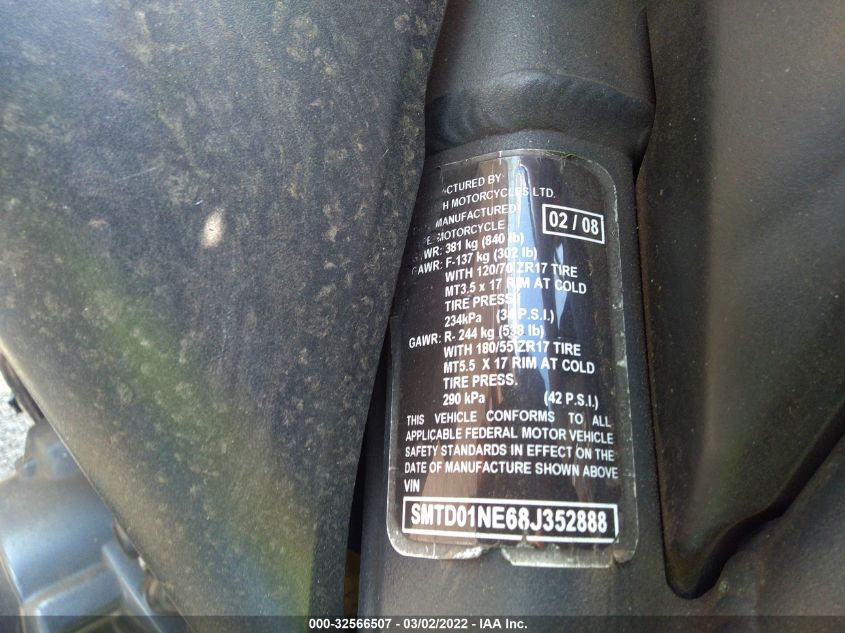 CTURED BY
H MOTORCYCLES LTD.
MANUFACTURED:
02 / 08
E: MOTORCYCLE
WR: 381 kg (840 lb)
GAWR: F-137 kg (302 lb)
WITH 120/70 ZR17 TIRE
MT3.5 x 17 RIM AT COLD
TIRE PRESS.
234kPa (34 P.S.I.)
GAWR: R- 244 kg (538 lb)
WITH 180/55 ZR17 TIRE
MT5.5 X 17 RIM AT COLD
TIRE PRESS.
290 kPa (42 P.S.I.)
THIS VEHICLE CONFORMS TO ALL
APPLICABLE FEDERAL MOTOR VEHICLE
SAFETY STANDARDS IN EFFECT ON THE
DATE OF MANUFACTURE SHOWN ABOVE
VIN
SMTD01NE68J352888
000-32566507 - 03/02/2022 - IAA Inc.